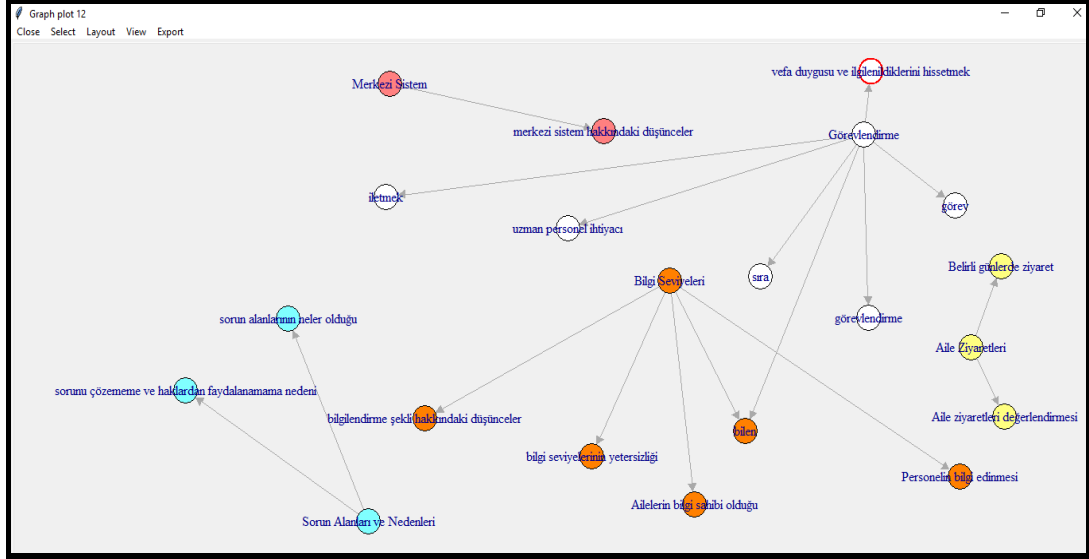 Graph plot 12
Close Select Layout View Export
vefa duygusu ve ilgilenildiklerini hissetmek
Merkezi Sistem
merkezi sistem hakkındaki düşünceler
Görevlendirme
iletmek
görev
uzman personel ihtiyacı
Belirli günlerde ziyaret
sıra
Bilgi Seviyeleri
sorun alanlarının neler olduğu
görevlendirme
Aile Ziyaretleri
sorunu çözememe ve haklardan faydalanamama nedeni
bilgilendirme şekli hakkındaki düşünceler
Aile ziyaretleri değerlendirmesi
bilen
bilgi seviyelerinin yetersizliği
Personelin bilgi edinmesi
Ailelerin bilgi sahibi olduğu
Sorun Alanları ve Nedenleri